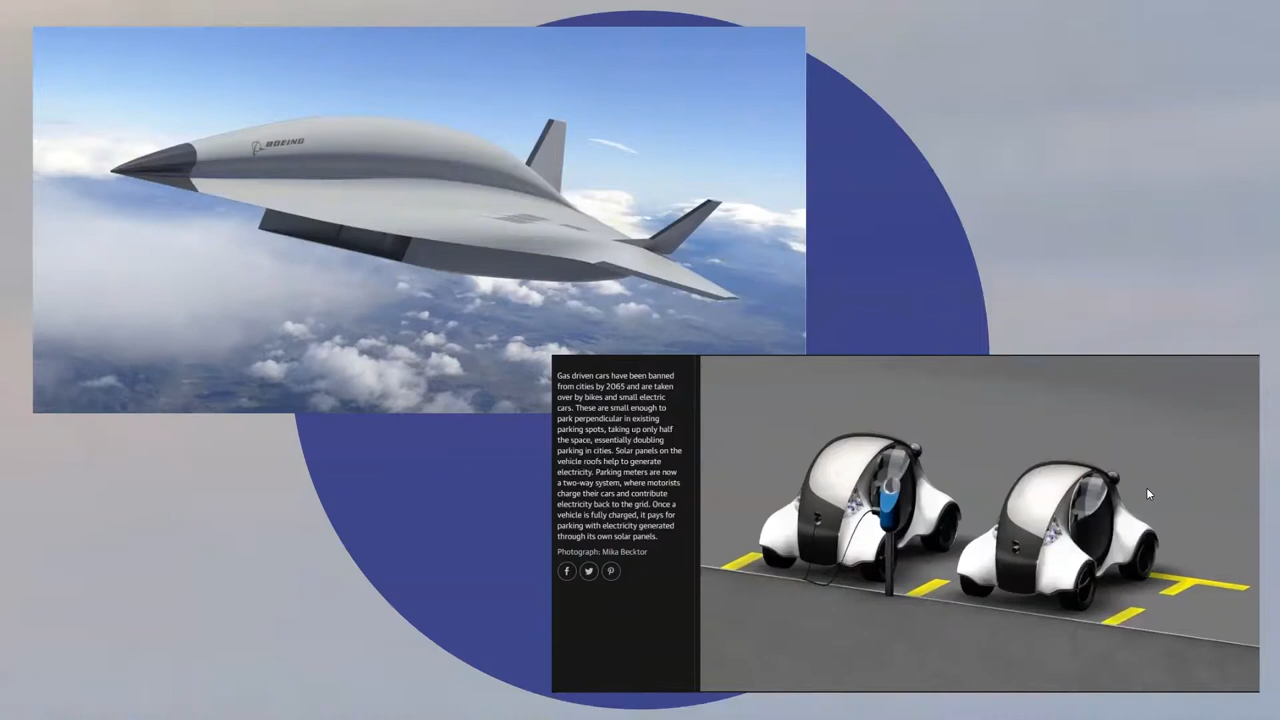 BOEING
Gas driven cars have been banned
from cities by 2065 and are taken
over by bikes and small electric
cars. These are small enough to
park perpendicular in existing
parking spots, taking up only half
the space, essentially doubling
parking in cities. Solar panels on the
vehicle roofs help to generate
electricity. Parking meters are now
a two-way system, where motorists
charge their cars and contribute
electricity back to the grid. Once a
vehicle is fully charged, it pays for
parking with electricity generated
through its own solar panels.
Photograph: Mika Becktor